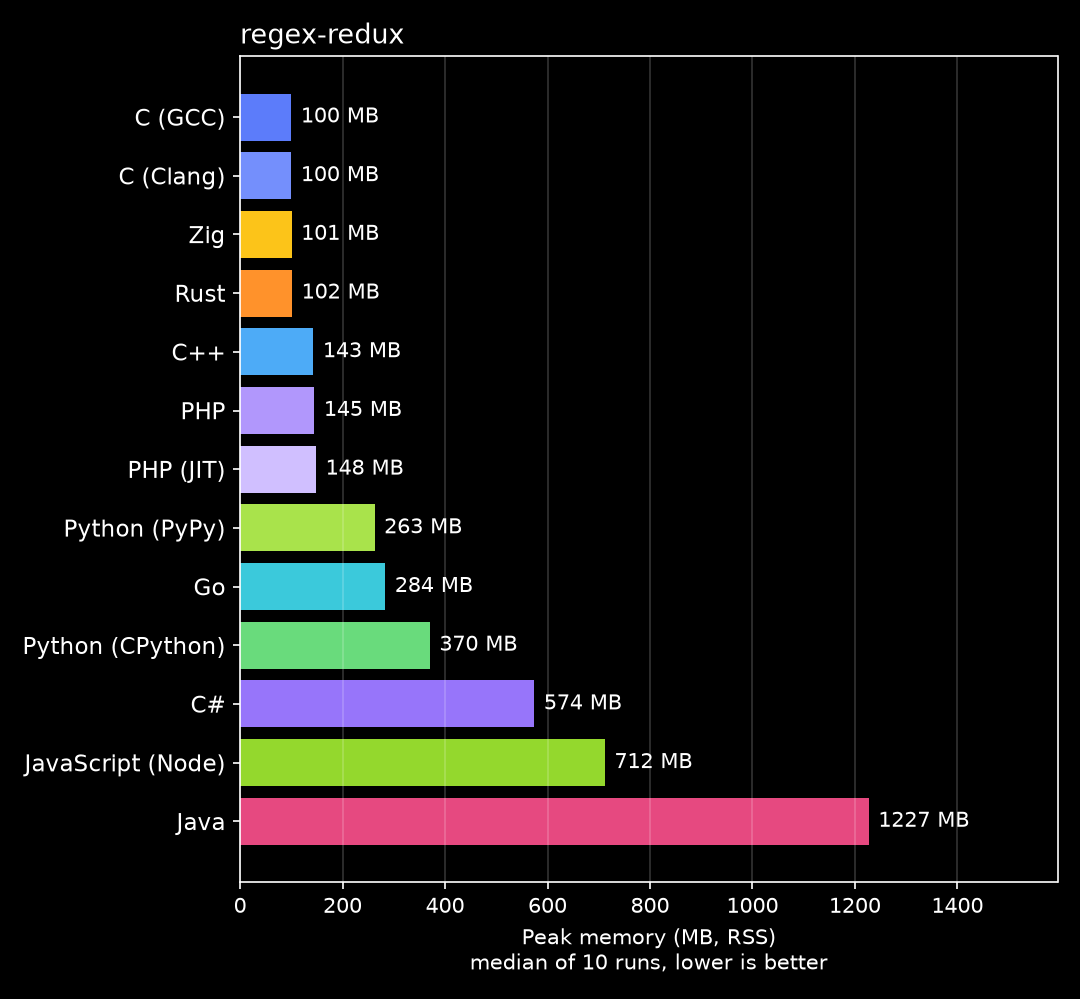 regex-redux
C (GCC) 100 MB
C (Clang) 100 MB
Zig 101 MB
Rust 102 MB
C++ 143 MB
PHP 145 MB
PHP (JIT) 148 MB
Python (PyPy) 263 MB
Go 284 MB
Python (CPython) 370 MB
C# 574 MB
JavaScript (Node) 712 MB
Java 1227 MB
0 200 400 600 800 1000 1200 1400
Peak memory (MB, RSS)
median of 10 runs, lower is better